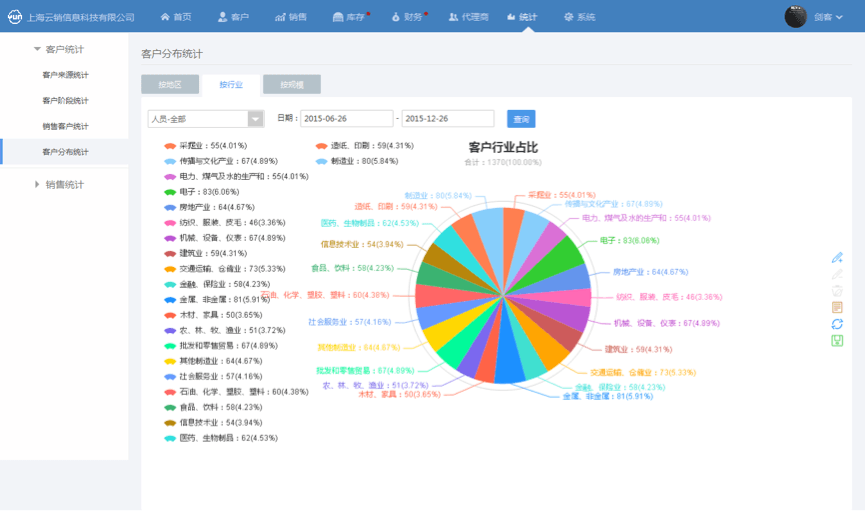 上海云销信息科技有限公司 首页 客户 销售 库存 财务 代理商 统计 系统 剑客
客户统计
客户来源统计
客户阶段统计
销售客户统计
客户分布统计
销售统计
客户分布统计
按地区 按行业 按规模
人员-全部 日期：2015-06-26 - 2015-12-26 查询
客户行业占比
合计：1370(100.00%)
采掘业：55(4.01%) 造纸、印刷：59(4.31%)
传播与文化产业：67(4.89%) 制造业：80(5.84%)
电力、煤气及水的生产和：55(4.01%)
电子：83(6.06%)
房地产业：64(4.67%)
纺织、服装、皮毛：46(3.36%)
机械、设备、仪表：67(4.89%)
建筑业：59(4.31%)
交通运输、仓储业：73(5.33%)
金融、保险业：58(4.23%)
金属、非金属：81(5.91%)
木材、家具：50(3.65%)
农、林、牧、渔业：51(3.72%)
批发和零售贸易：67(4.89%)
其他制造业：64(4.67%)
社会服务业：57(4.16%)
石油、化学、塑胶、塑料：60(4.38%)
食品、饮料：58(4.23%)
信息技术业：54(3.94%)
医药、生物制品：62(4.53%)
制造业：80(5.84%)
造纸、印刷：59(4.31%)
医药、生物制品：62(4.53%)
信息技术业：54(3.94%)
食品、饮料：58(4.23%)
石油、化学、塑胶、塑料：60(4.38%)
社会服务业：57(4.16%)
其他制造业：64(4.67%)
批发和零售贸易：67(4.89%)
农、林、牧、渔业：51(3.72%)
木材、家具：50(3.65%)
采掘业：55(4.01%)
传播与文化产业：67(4.89%)
电力、煤气及水的生产和：55(4.01%)
电子：83(6.06%)
房地产业：64(4.67%)
纺织、服装、皮毛：46(3.36%)
机械、设备、仪表：67(4.89%)
建筑业：59(4.31%)
交通运输、仓储业：73(5.33%)
金融、保险业：58(4.23%)
金属、非金属：81(5.91%)